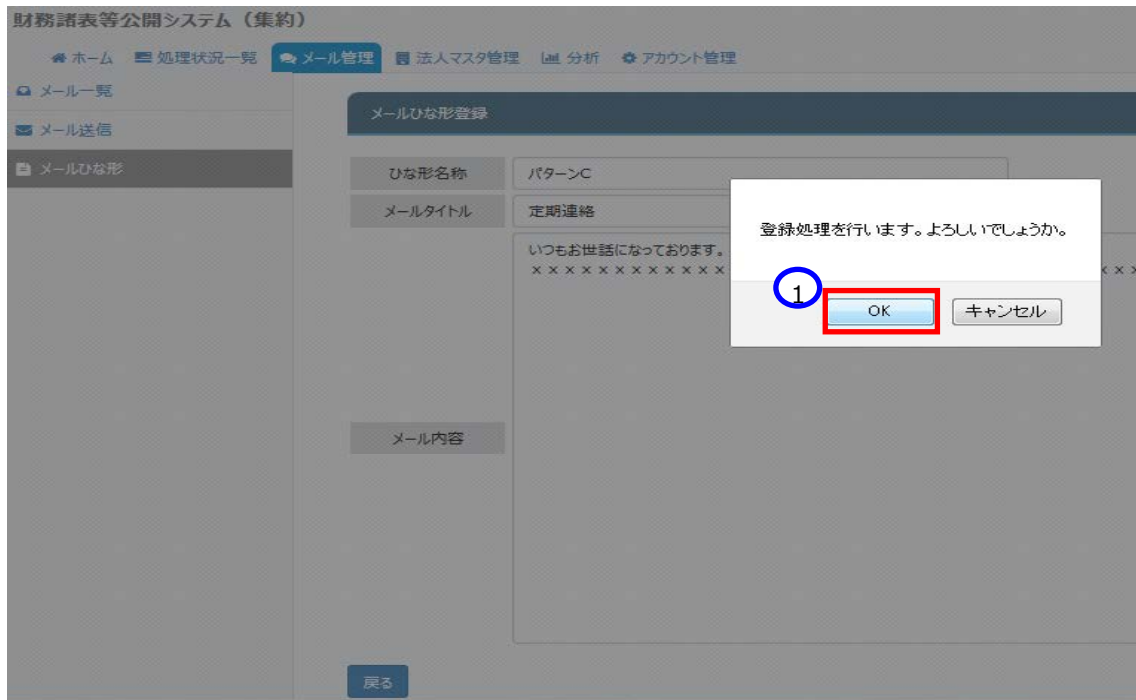 財務諸表等公開システム（集約）
ホーム 処理状況一覧 メール管理 法人マスタ管理 分析 アカウント管理
メール一覧
メール送信
メールひな形
メールひな形登録
ひな形名称 パターンC
メールタイトル 定期連絡
メール内容
いつもお世話になっております。
××××××××××××
××
登録処理を行います。よろしいでしょうか。
1
OK キャンセル
戻る